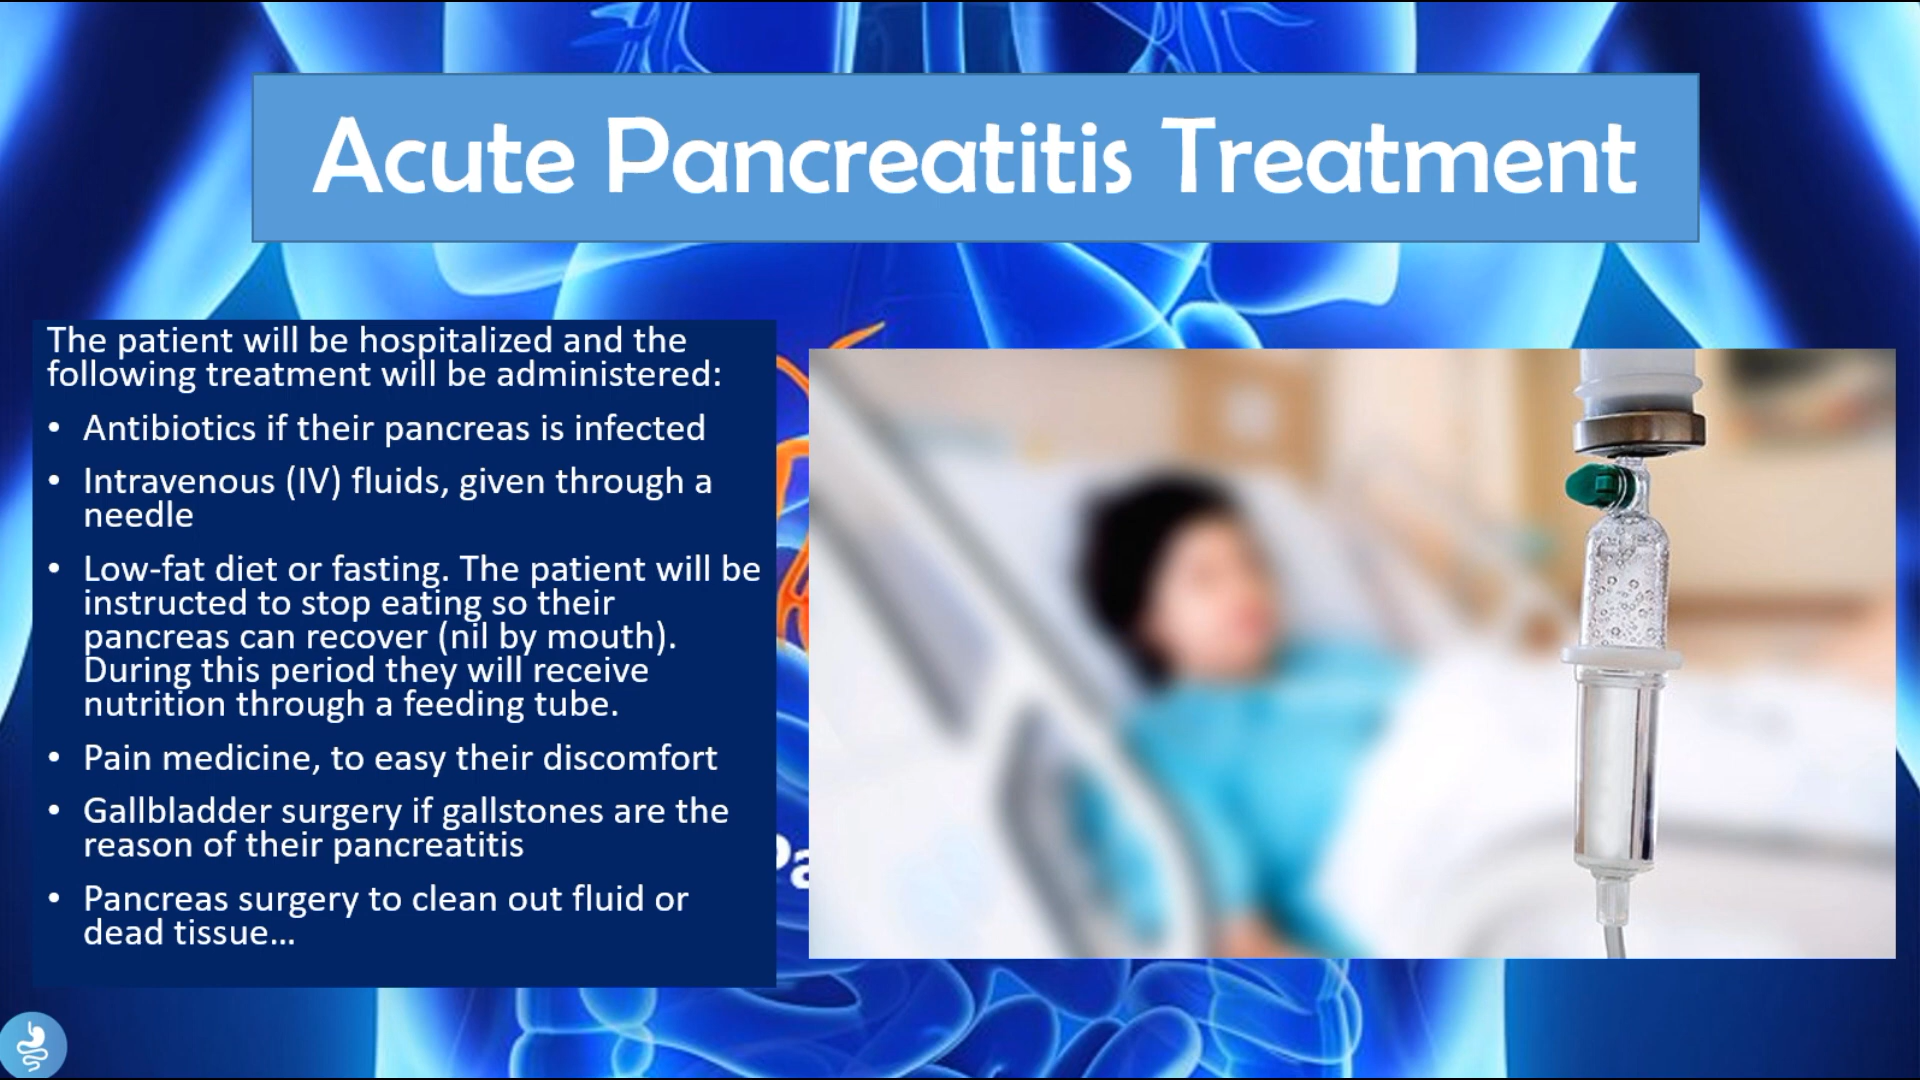 Acute Pancreatitis Treatment
The patient will be hospitalized and the
following treatment will be administered:
• Antibiotics if their pancreas is infected
• Intravenous (IV) fluids, given through a
needle
• Low-fat diet or fasting. The patient will be
instructed to stop eating so their
pancreas can recover (nil by mouth).
During this period they will receive
nutrition through a feeding tube.
• Pain medicine, to easy their discomfort
• Gallbladder surgery if gallstones are the
reason of their pancreatitis
• Pancreas surgery to clean out fluid or
dead tissue...